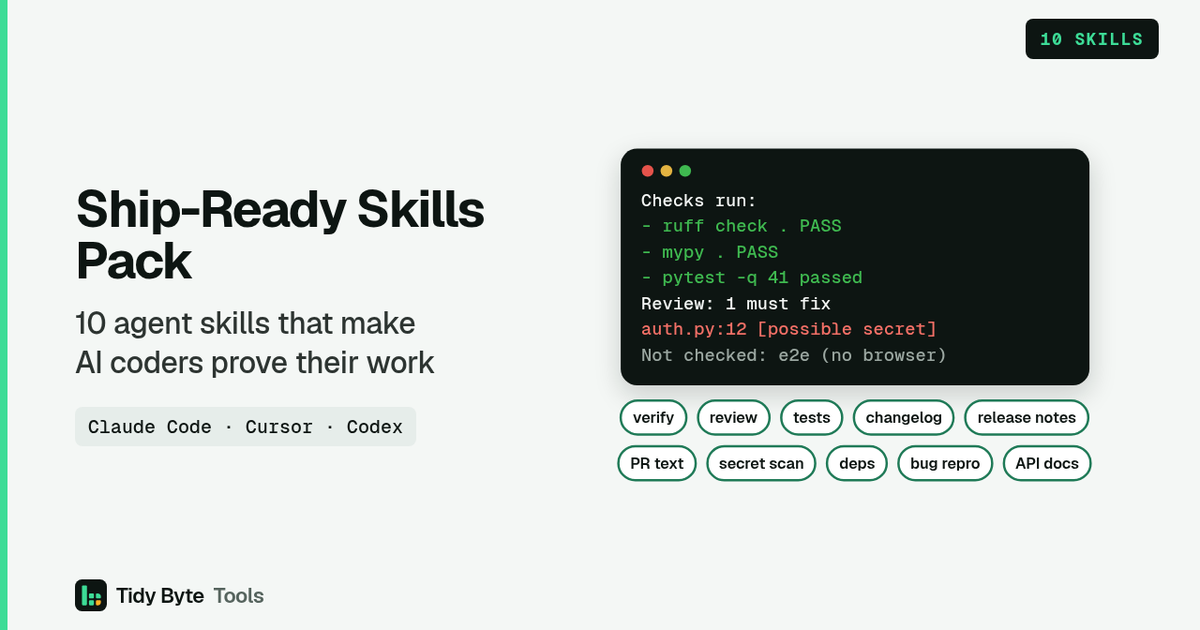 10 SKILLS
Ship-Ready Skills
Pack
10 agent skills that make
AI coders prove their work
Claude Code · Cursor · Codex
Checks run:
- ruff check . PASS
- mypy . PASS
- pytest -q 41 passed
Review: 1 must fix
auth.py:12 [possible secret]
Not checked: e2e (no browser)
verify review tests changelog release notes
PR text secret scan deps bug repro API docs
Tidy Byte Tools